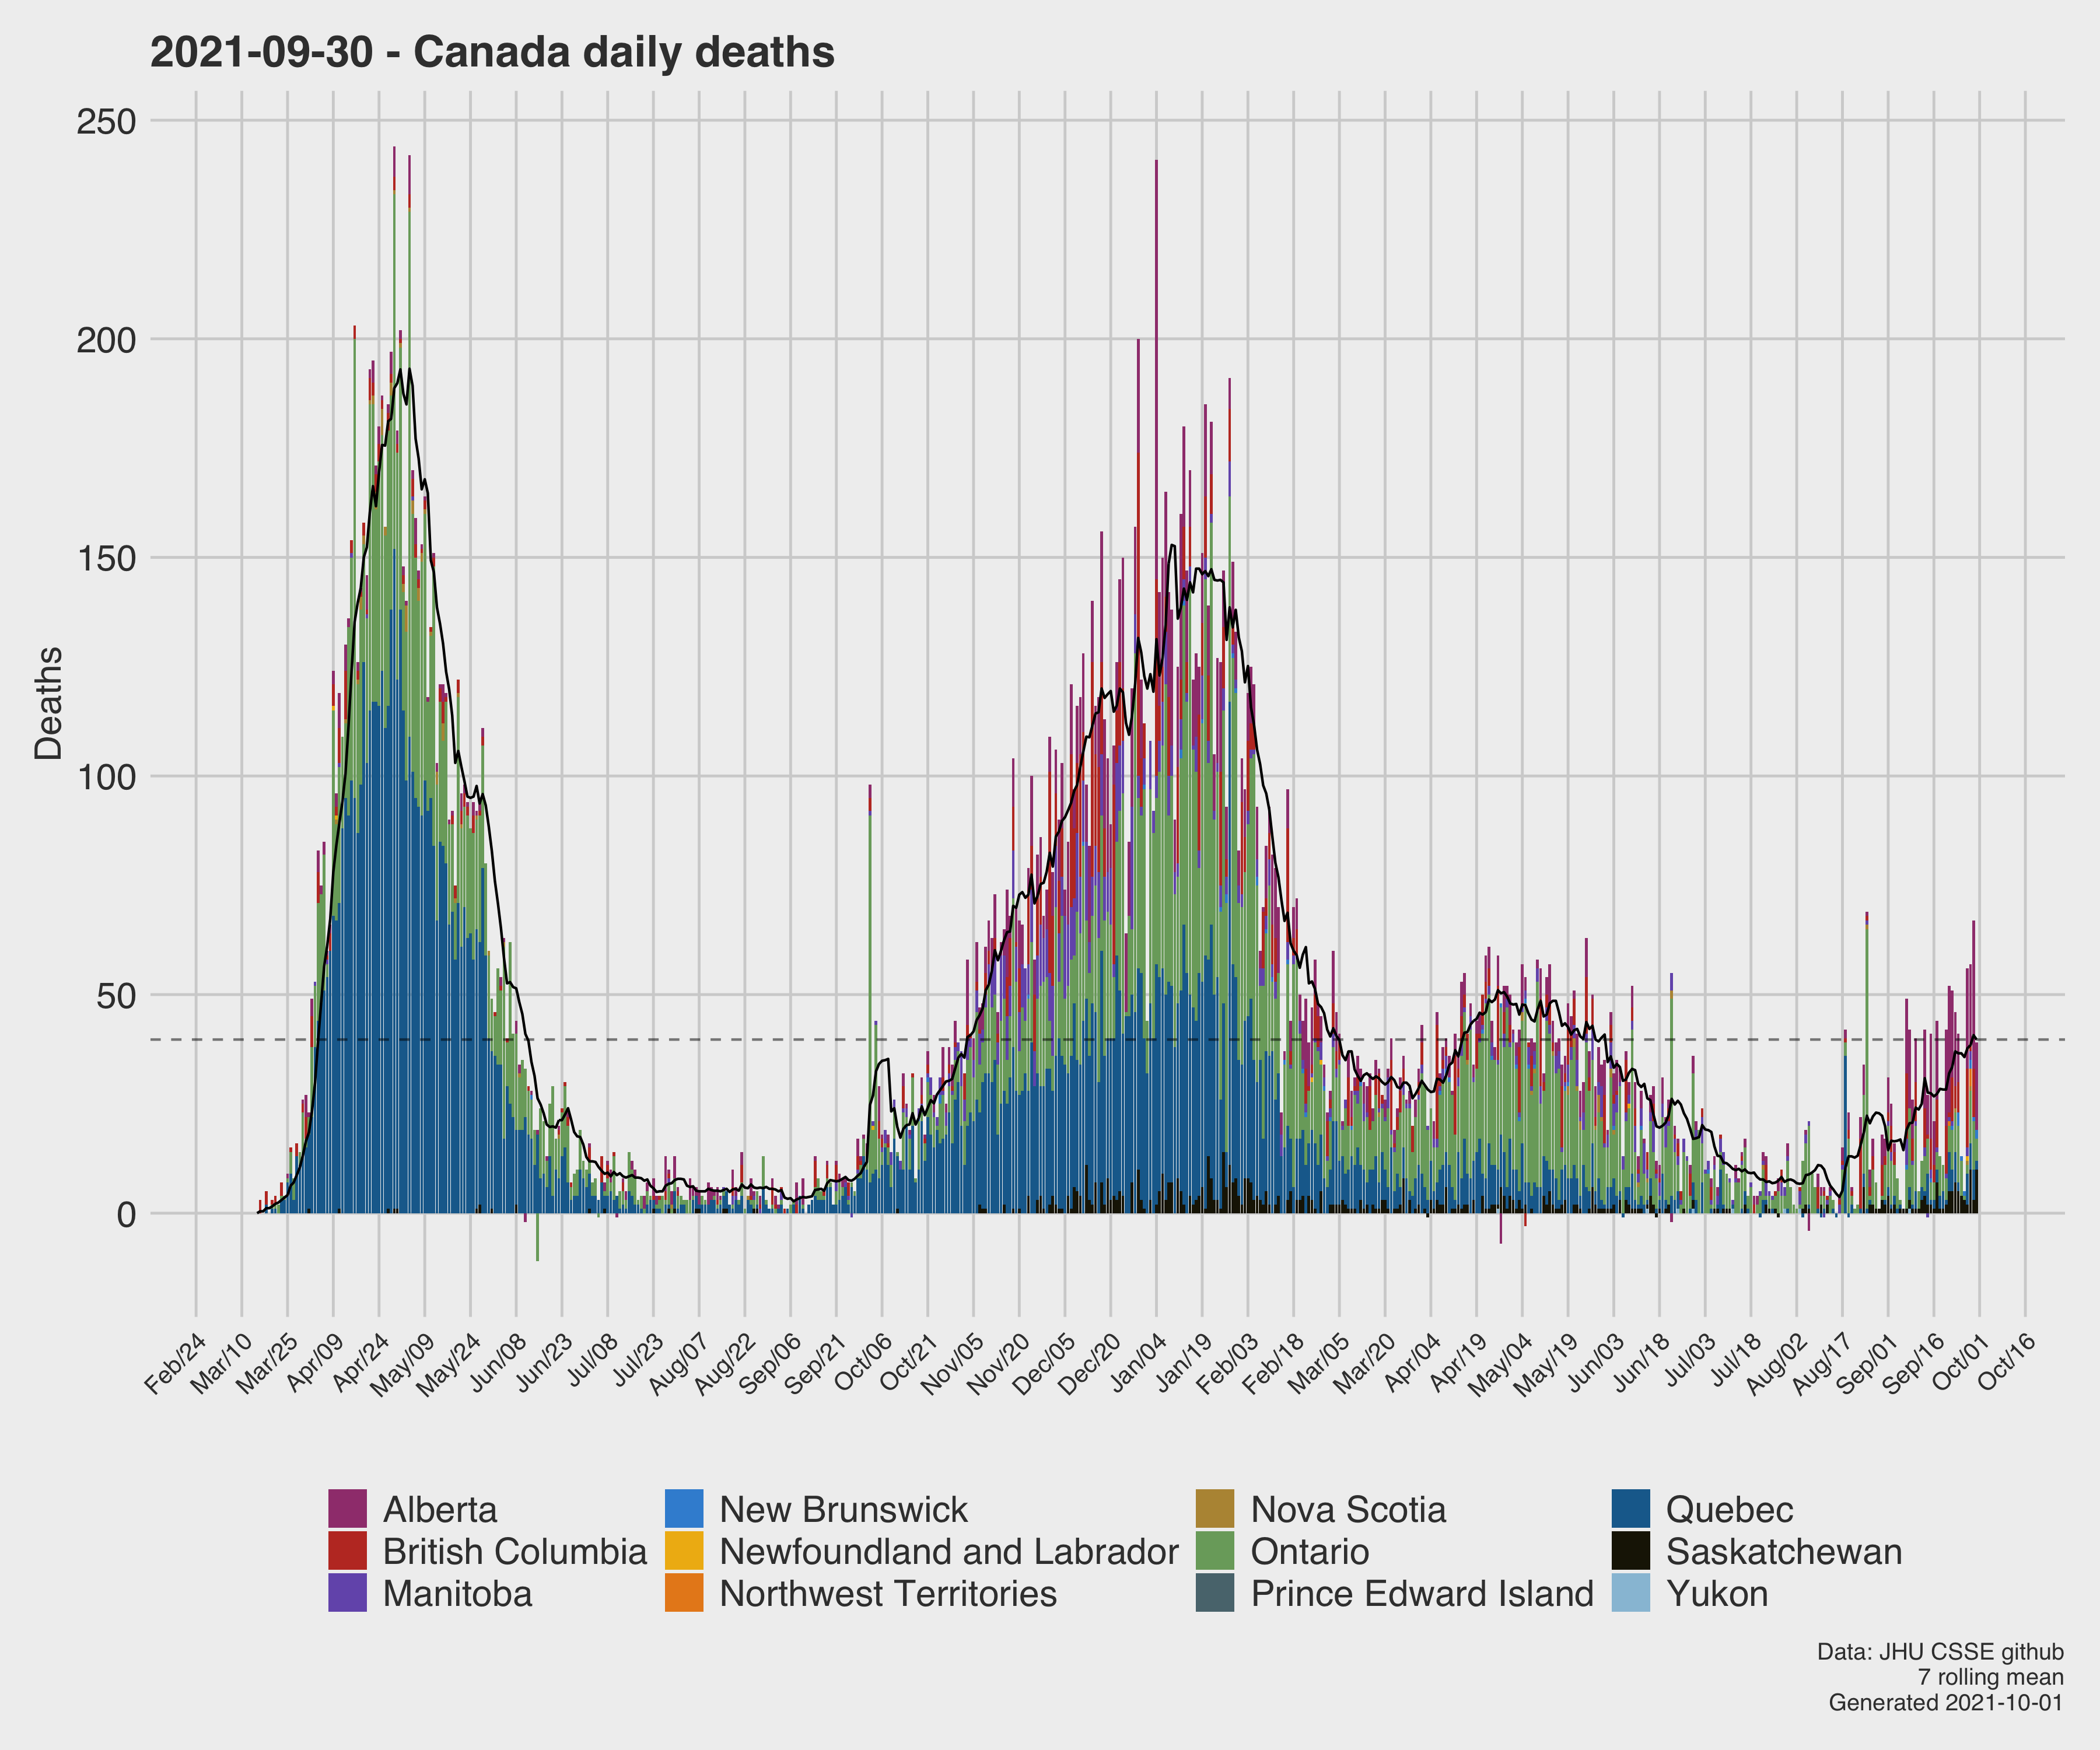 2021-09-30 - Canada daily deaths
250
200
150
100
50
0
Deaths
Feb/24
Mar/10
Mar/25
Apr/09
Apr/24
May/09
May/24
Jun/08
Jun/23
Jul/08
Jul/23
Aug/07
Aug/22
Sep/06
Sep/21
Oct/06
Oct/21
Nov/05
Nov/20
Dec/05
Dec/20
Jan/04
Jan/19
Feb/03
Feb/18
Mar/05
Mar/20
Apr/04
Apr/19
May/04
May/19
Jun/03
Jun/18
Jul/03
Jul/18
Aug/02
Aug/17
Sep/01
Sep/16
Oct/01
Oct/16
Alberta
British Columbia
Manitoba
New Brunswick
Newfoundland and Labrador
Northwest Territories
Nova Scotia
Ontario
Prince Edward Island
Quebec
Saskatchewan
Yukon
Data: JHU CSSE github
7 rolling mean
Generated 2021-10-01